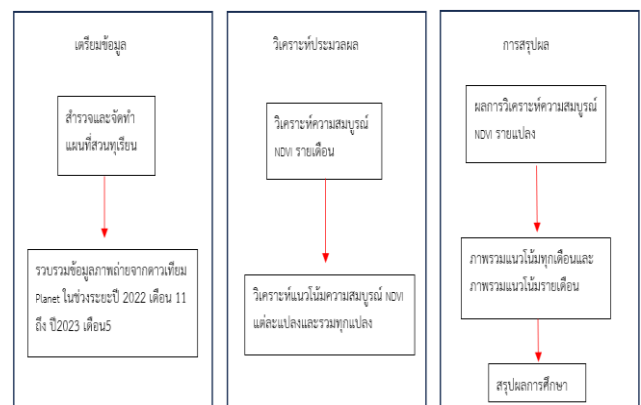 เตรียมข้อมูล
สำรวจและจัดทำ
แผนที่สวนทุเรียน
รวบรวมข้อมูลภาพถ่ายจากดาวเทียม
Planet ในช่วงระยะปี 2022 เดือน 11
ถึง ปี2023 เดือน5
วิเคราะห์ประมวลผล
วิเคราะห์ความสมบูรณ์
NDVI รายเดือน
วิเคราะห์แนวโน้มความสมบูรณ์ NDVI
แต่ละแปลงและรวมทุกแปลง
การสรุปผล
ผลการวิเคราะห์ความสมบูรณ์
NDVI รายแปลง
ภาพรวมแนวโน้มทุกเดือนและ
ภาพรวมแนวโน้มรายเดือน
สรุปผลการศึกษา